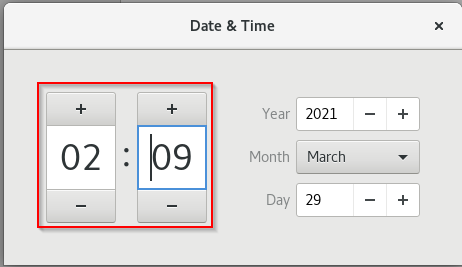 Date & Time ×
+ +
02 : 09
− −
Year 2021 − +
Month March
Day 29 − +